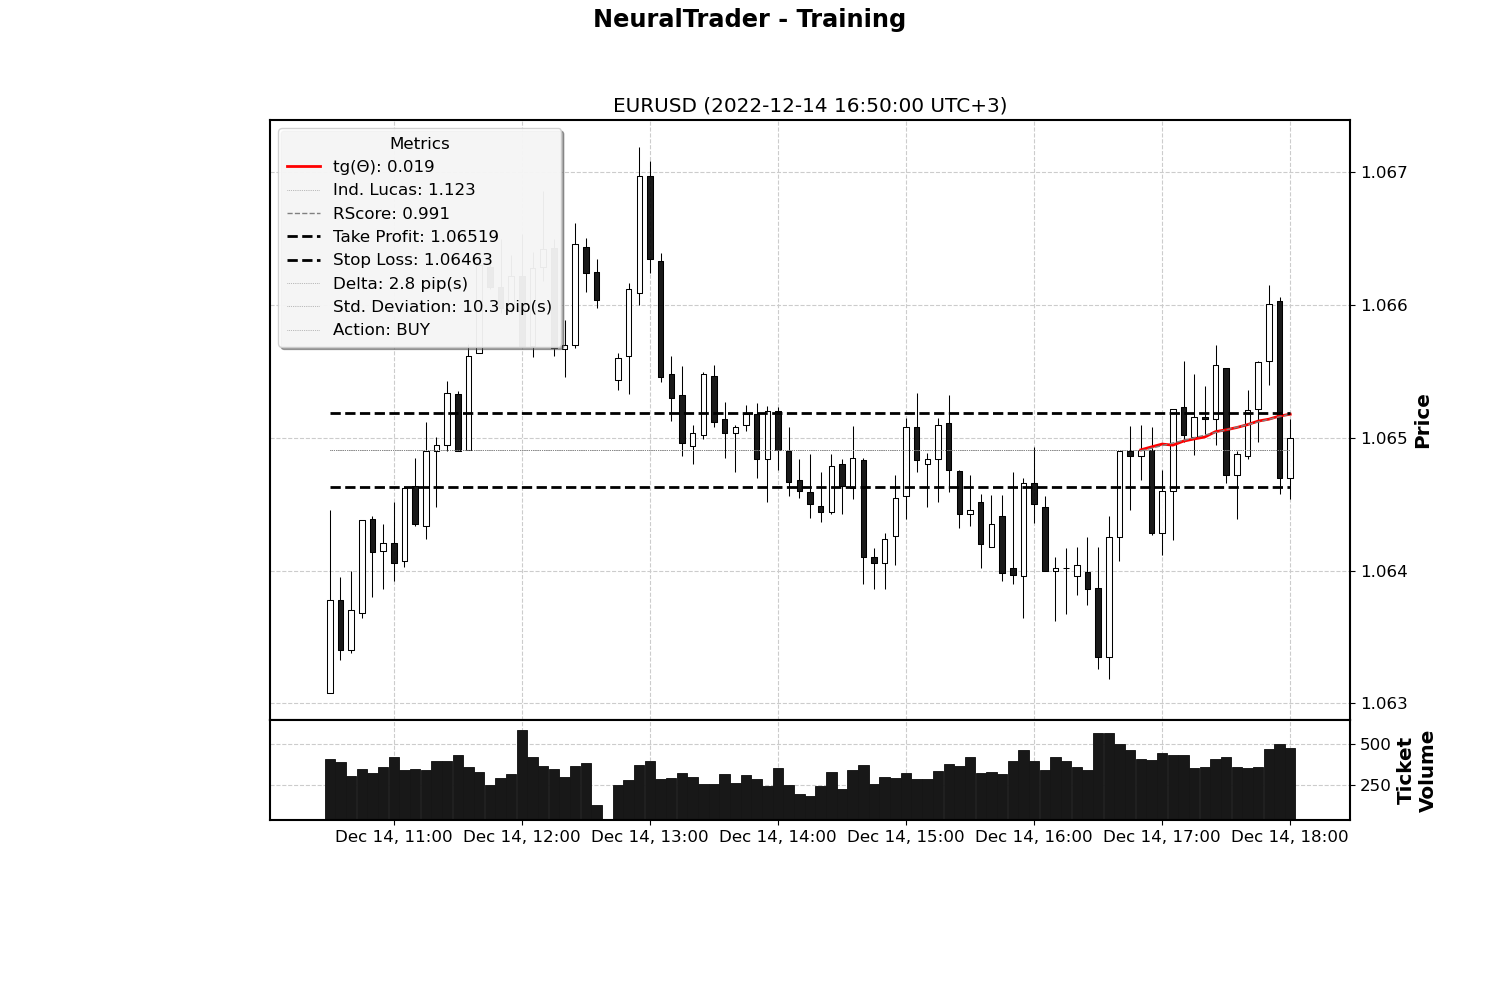 NeuralTrader - Training
EURUSD (2022-12-14 16:50:00 UTC+3)
Metrics
tg(Θ): 0.019
Ind. Lucas: 1.123
RScore: 0.991
Take Profit: 1.06519
Stop Loss: 1.06463
Delta: 2.8 pip(s)
Std. Deviation: 10.3 pip(s)
Action: BUY
1.067
1.066
1.065
1.064
1.063
Price
500
250
Ticket
Volume
Dec 14, 11:00
Dec 14, 12:00
Dec 14, 13:00
Dec 14, 14:00
Dec 14, 15:00
Dec 14, 16:00
Dec 14, 17:00
Dec 14, 18:00